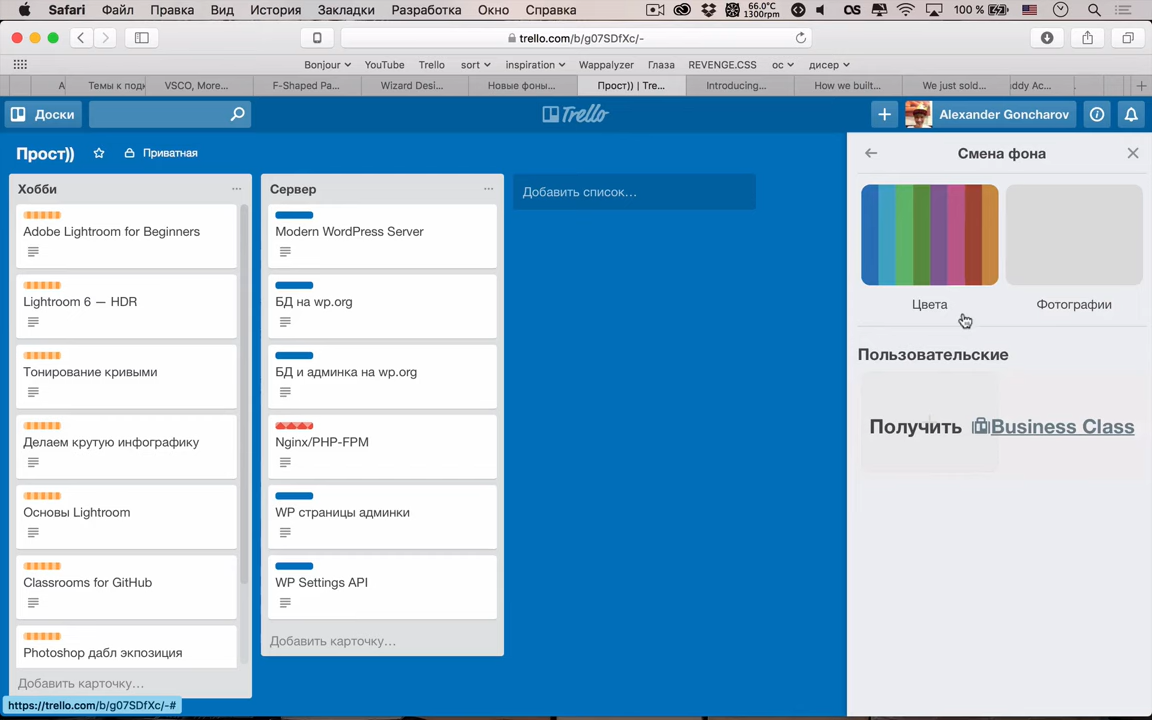 Safari Файл Правка Вид История Закладки Разработка Окно Справка 66.0°C 1300rpm 100 %
trello.com/b/g07SDfXc/-
Bonjour YouTube Trello sort inspiration Wappalyzer Глаза REVENGE.CSS ос дисер
Темы к подк VSCO, More... F-Shaped Pa... Wizard Desi... Новые фоны... Прост)) | Tre... Introducing... How we built... We just sold... ddy Ac...
Доски Trello Alexander Goncharov
Прост)) Приватная
Смена фона
Хобби
Adobe Lightroom for Beginners
Lightroom 6 — HDR
Тонирование кривыми
Делаем крутую инфографику
Основы Lightroom
Classrooms for GitHub
Photoshop дабл экпозиция
Добавить карточку…
Сервер
Modern WordPress Server
БД на wp.org
БД и админка на wp.org
Nginx/PHP-FPM
WP страницы админки
WP Settings API
Добавить карточку…
Добавить список…
Цвета Фотографии
Пользовательские
Получить Business Class
https://trello.com/b/g07SDfXc/-#